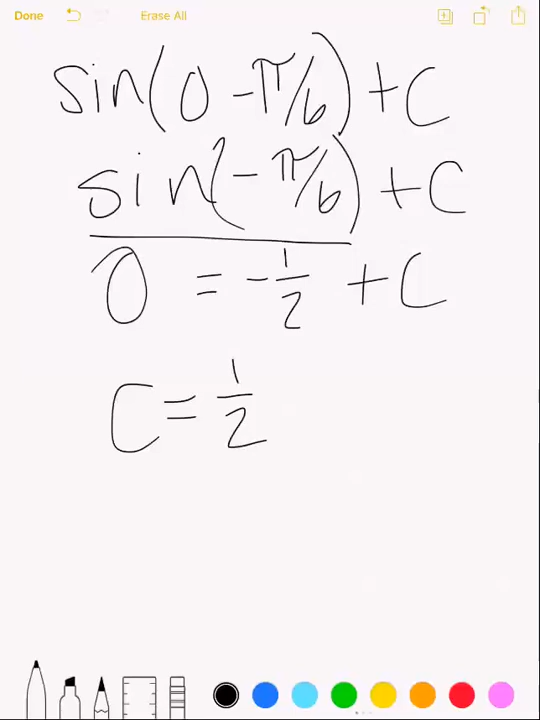 Done Erase All
sin(0 - π/6) + C
sin(-π/6) + C
0 = -1/2 + C
C = 1/2